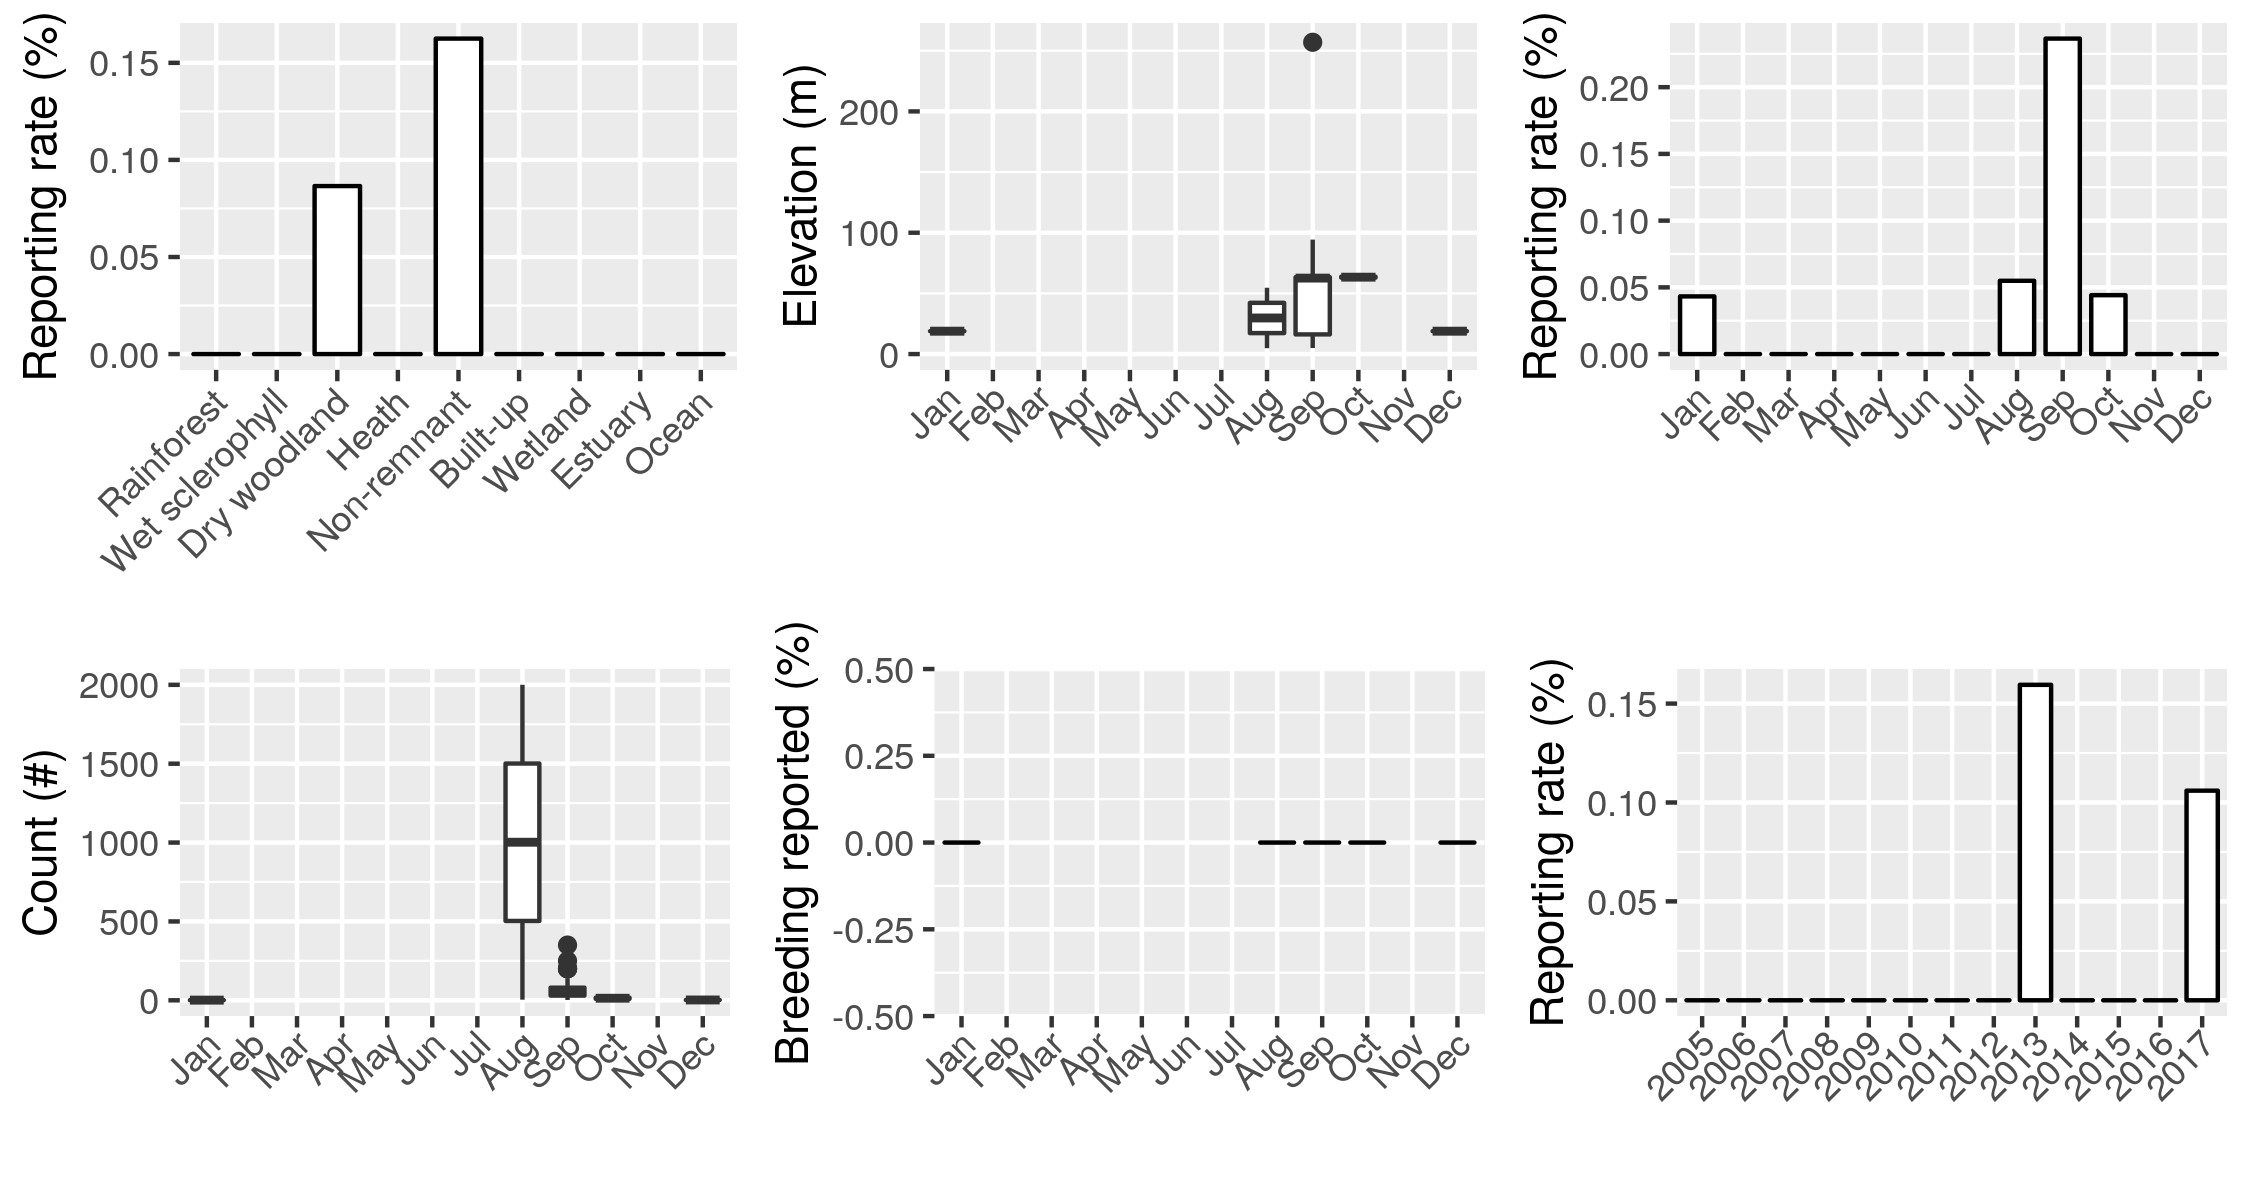 Reporting rate (%)
0.15
0.10
0.05
0.00
Rainforest
Wet sclerophyll
Dry woodland
Heath
Non-remnant
Built-up
Wetland
Estuary
Ocean
Elevation (m)
200
100
0
Jan
Feb
Mar
Apr
May
Jun
Jul
Aug
Sep
Oct
Nov
Dec
Reporting rate (%)
0.20
0.15
0.10
0.05
0.00
Jan
Feb
Mar
Apr
May
Jun
Jul
Aug
Sep
Oct
Nov
Dec
Count (#)
2000
1500
1000
500
0
Jan
Feb
Mar
Apr
May
Jun
Jul
Aug
Sep
Oct
Nov
Dec
Breeding reported (%)
0.50
0.25
0.00
-0.25
-0.50
Jan
Feb
Mar
Apr
May
Jun
Jul
Aug
Sep
Oct
Nov
Dec
Reporting rate (%)
0.15
0.10
0.05
0.00
2005
2006
2007
2008
2009
2010
2011
2012
2013
2014
2015
2016
2017